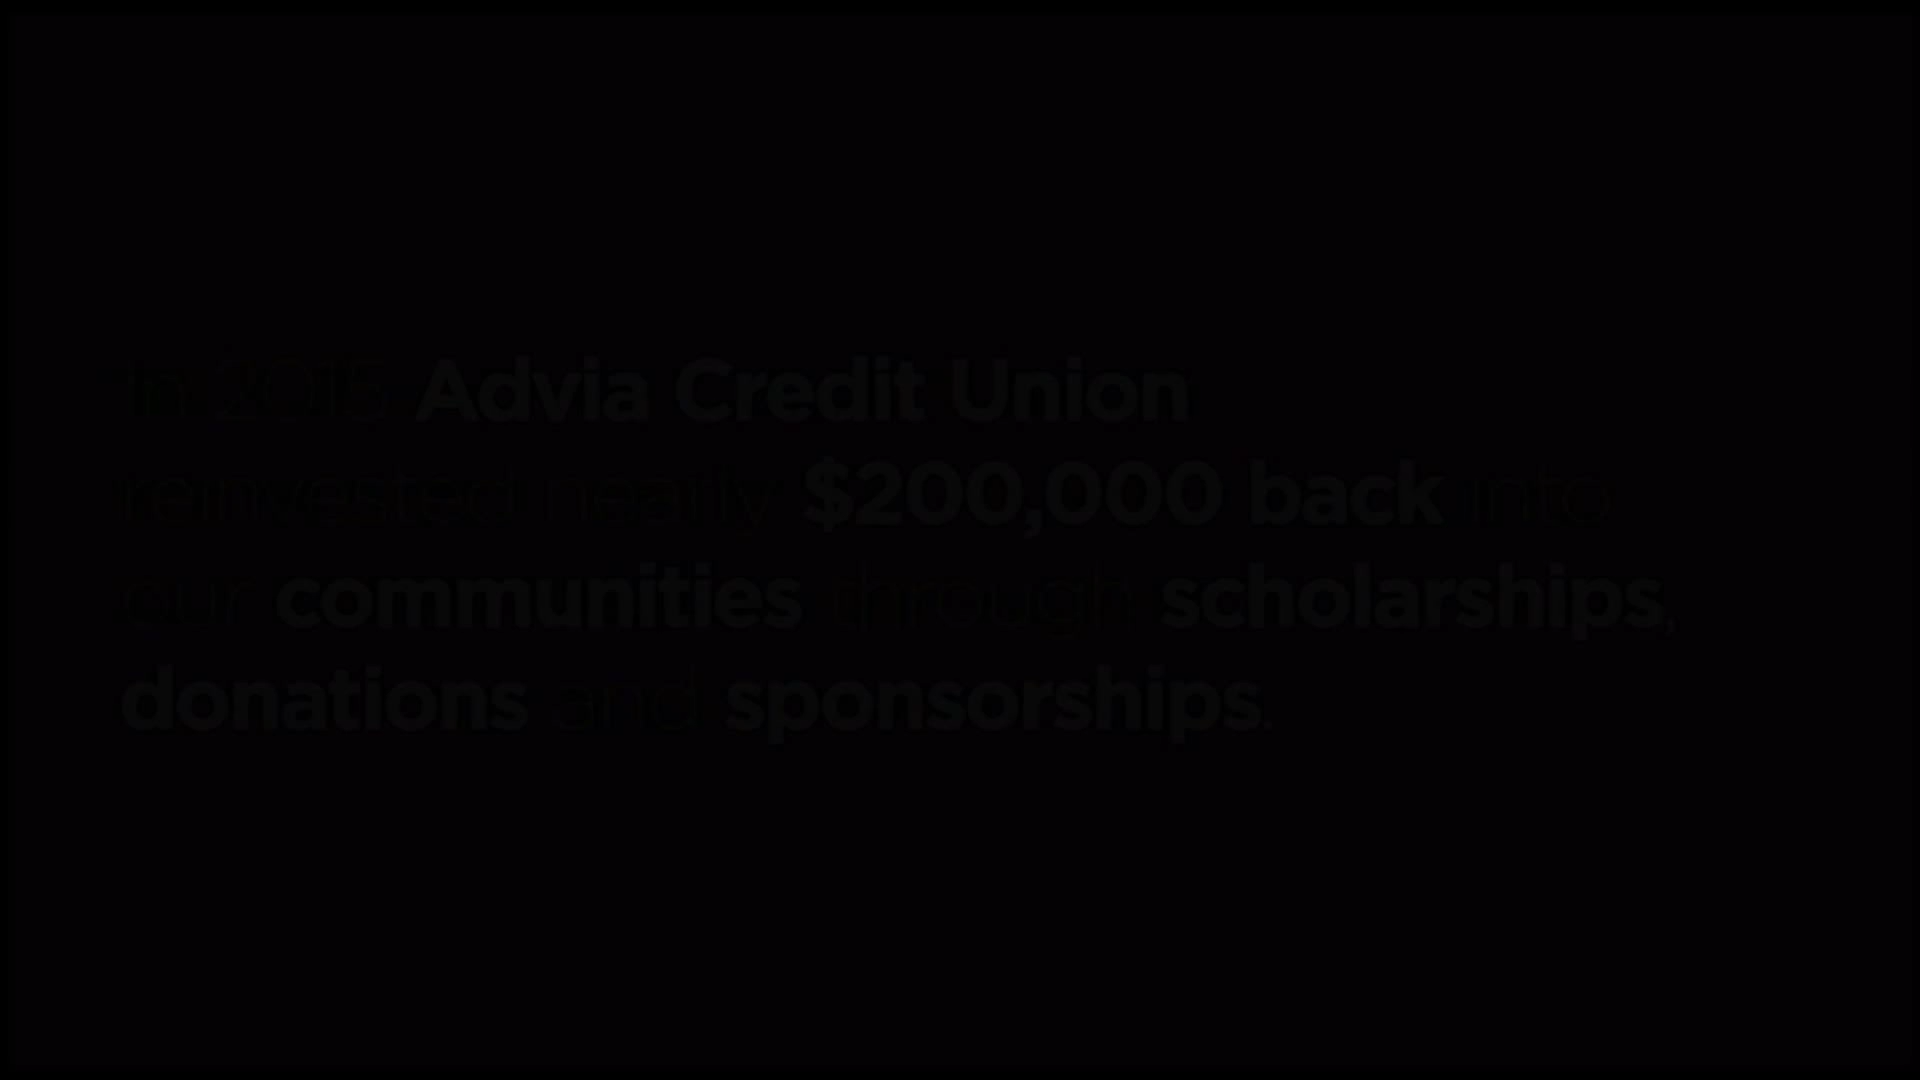 In 2015 Advia Credit Union
reinvested nearly $200,000 back into
our communities through scholarships,
donations and sponsorships.